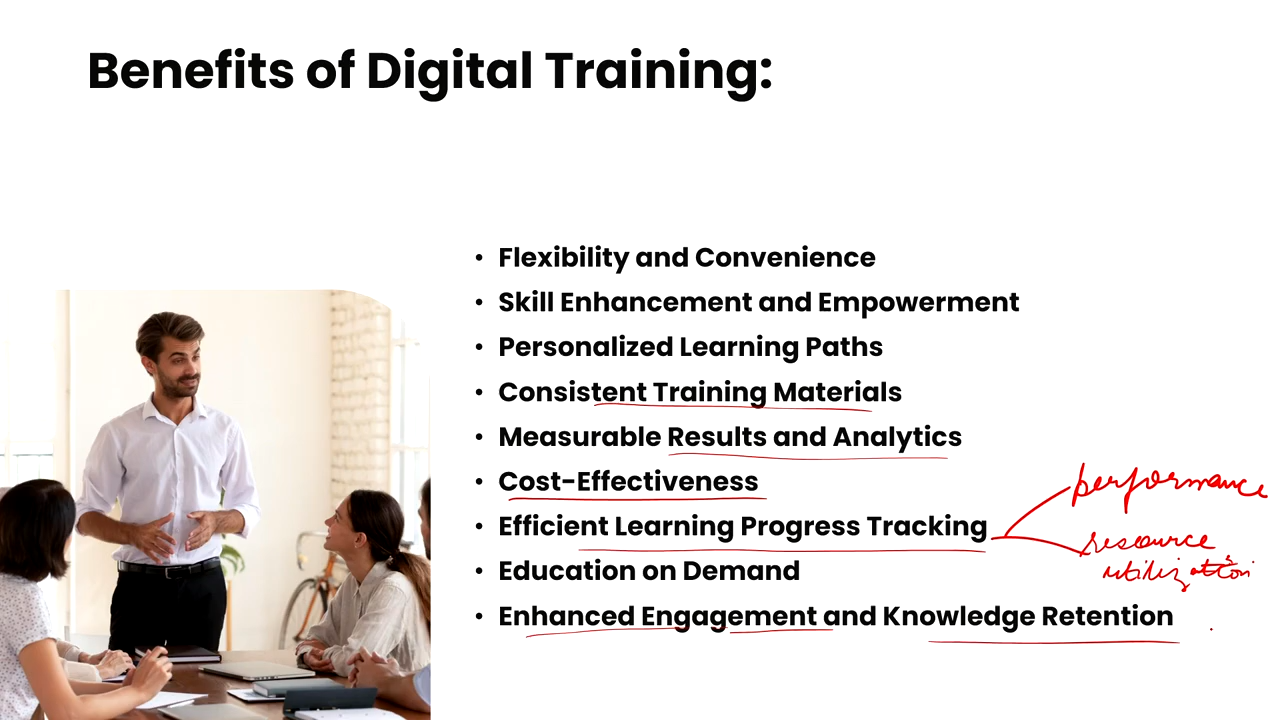 Benefits of Digital Training:
• Flexibility and Convenience
• Skill Enhancement and Empowerment
• Personalized Learning Paths
• Consistent Training Materials
• Measurable Results and Analytics
• Cost-Effectiveness
performance
• Efficient Learning Progress Tracking
resource
utilization
• Education on Demand
• Enhanced Engagement and Knowledge Retention